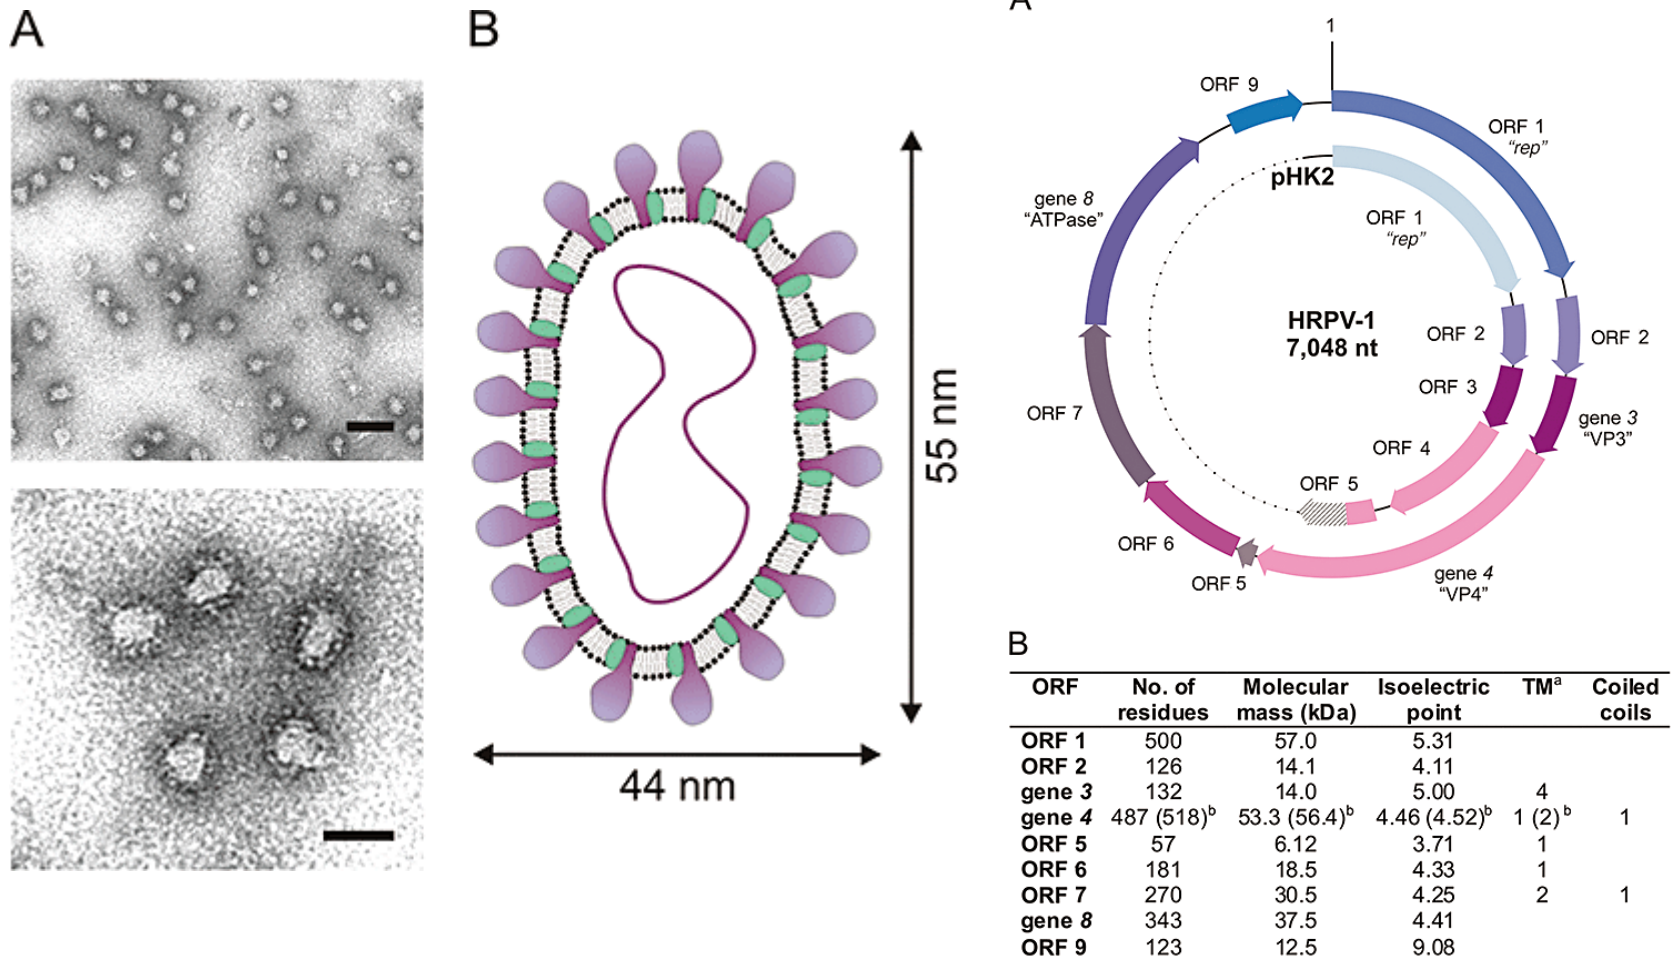 A
B
55 nm
44 nm
A
1
ORF 9
ORF 1
"rep"
pHK2
gene 8
"ATPase"
ORF 1
"rep"
HRPV-1
7,048 nt
ORF 2
ORF 2
ORF 3
ORF 7
gene 3
"VP3"
ORF 4
ORF 5
ORF 6
ORF 5
gene 4
"VP4"
B
ORF No. of residues Molecular mass (kDa) Isoelectric point TMa Coiled coils
ORF 1 500 57.0 5.31
ORF 2 126 14.1 4.11
gene 3 132 14.0 5.00 4
gene 4 487 (518)b 53.3 (56.4)b 4.46 (4.52)b 1 (2) b 1
ORF 5 57 6.12 3.71 1
ORF 6 181 18.5 4.33 1
ORF 7 270 30.5 4.25 2 1
gene 8 343 37.5 4.41
ORF 9 123 12.5 9.08